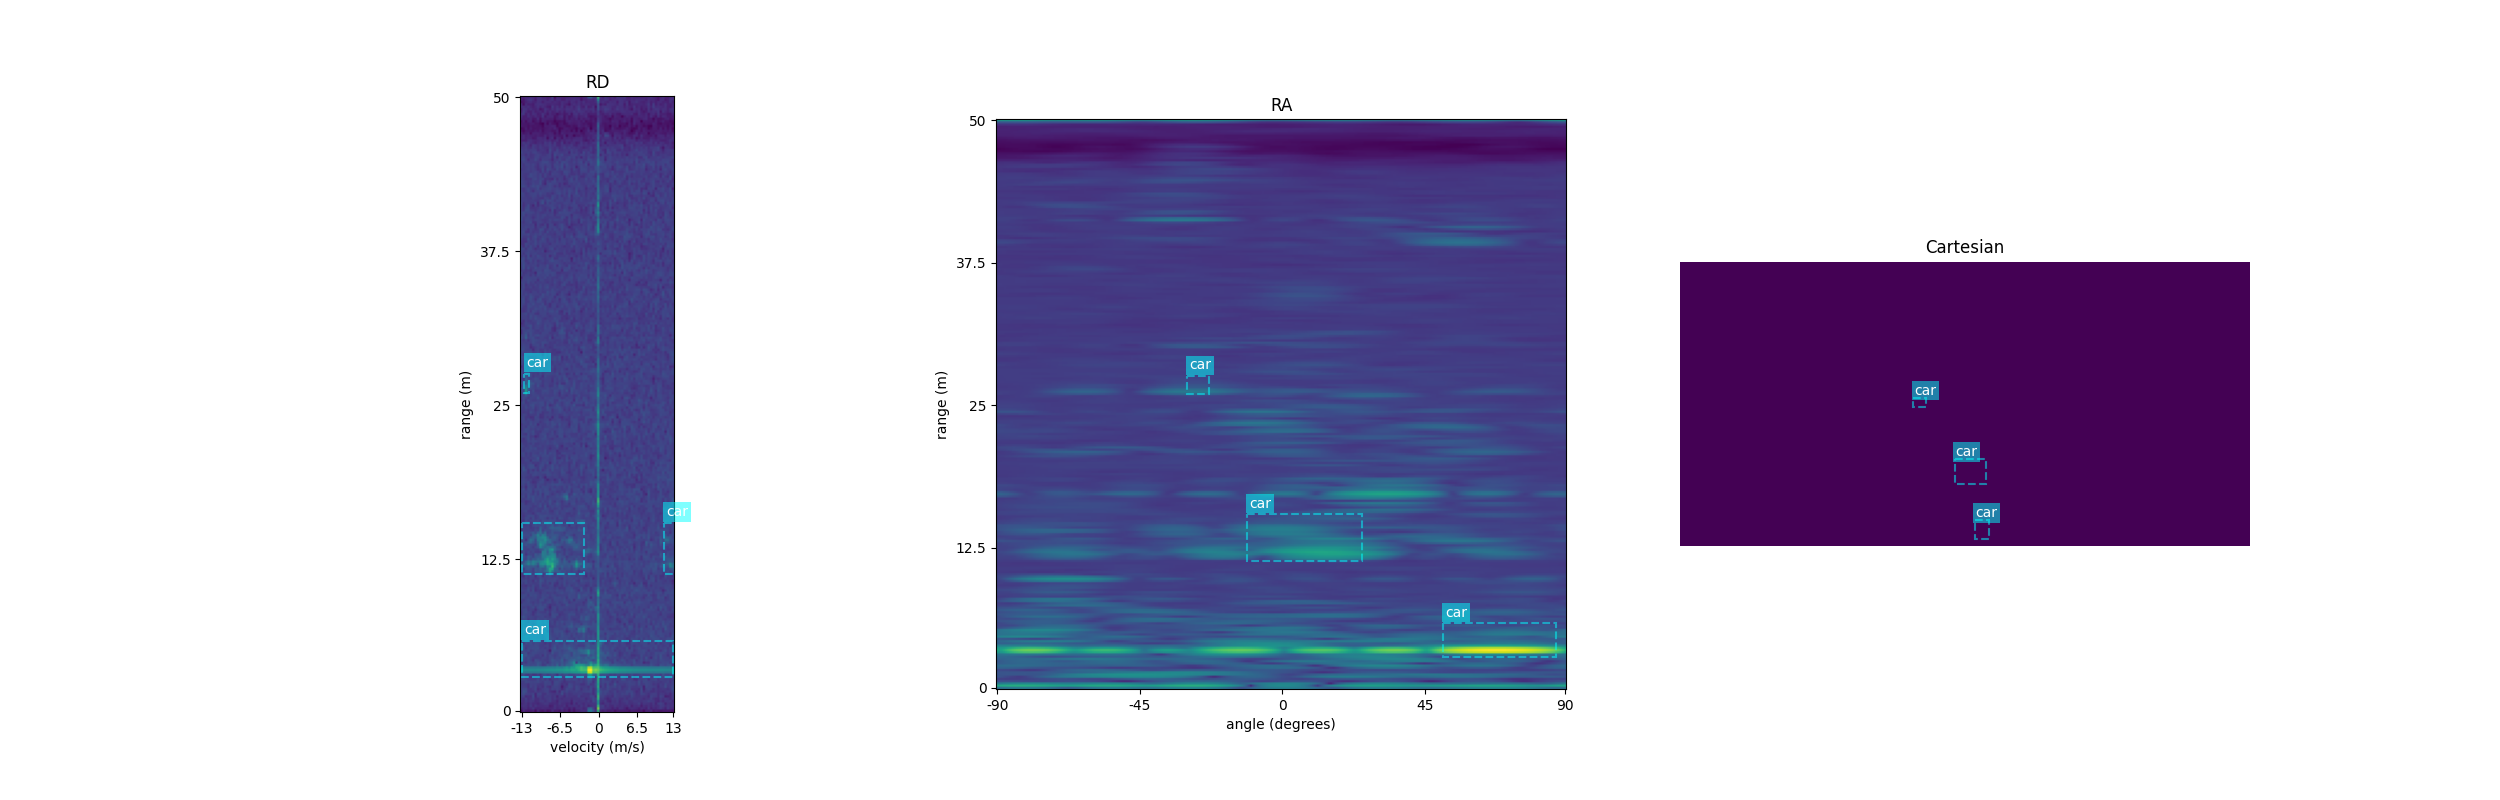 RD
50
37.5
25
12.5
0
range (m)
car
car
car
-13
-6.5
0
6.5
13
velocity (m/s)
RA
50
37.5
25
12.5
0
range (m)
car
car
car
-90
-45
0
45
90
angle (degrees)
Cartesian
car
car
car